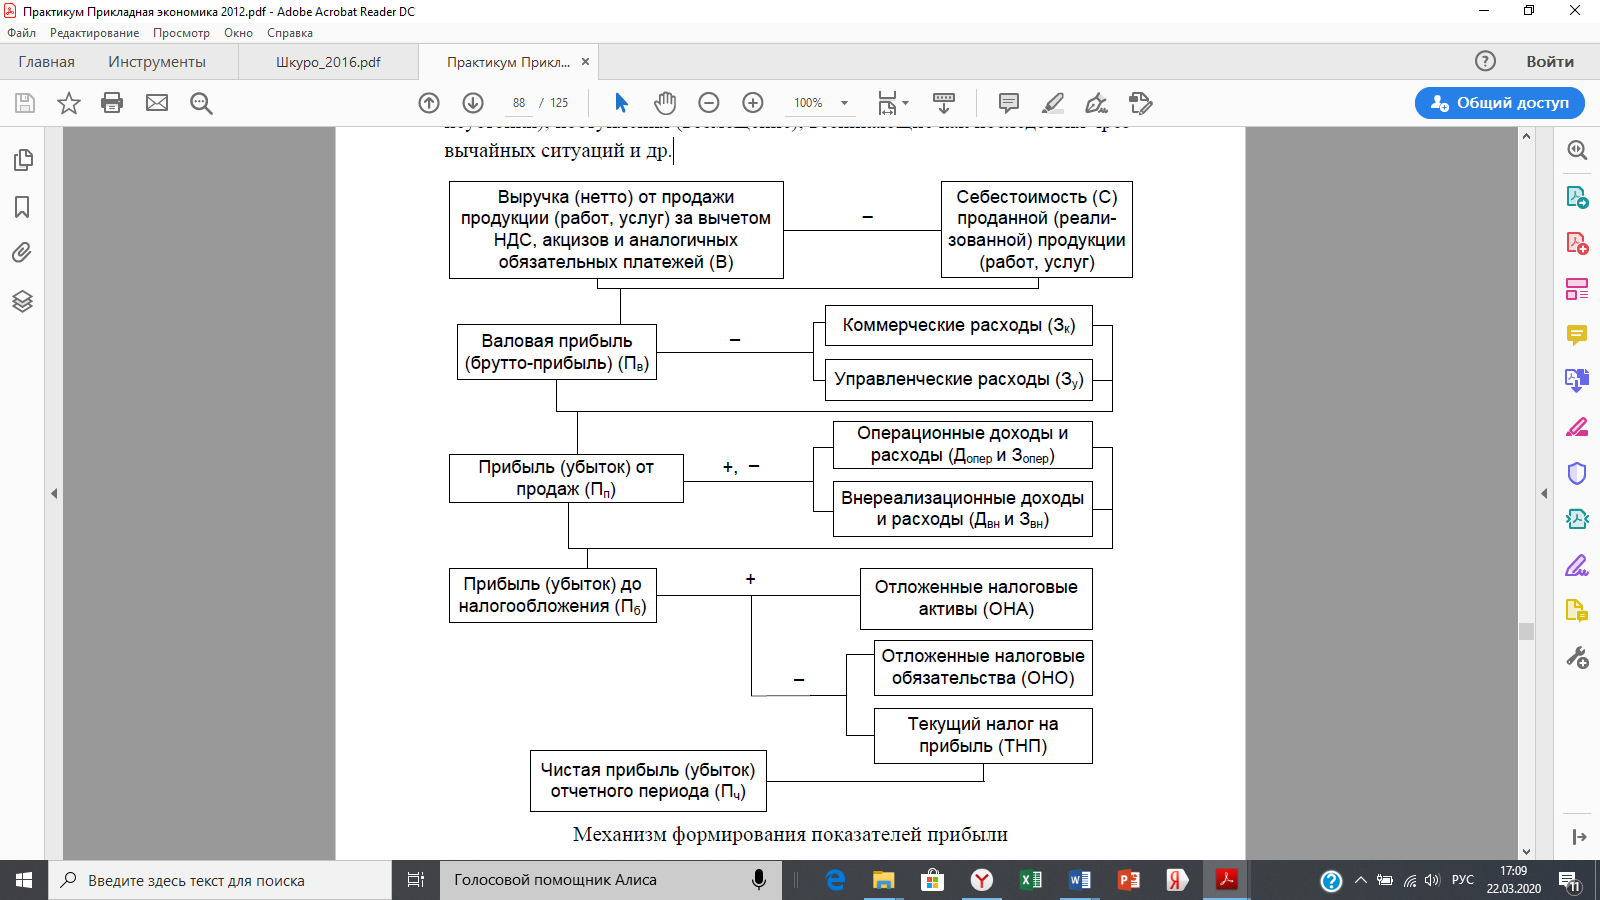 Практикум Прикладная экономика 2012.pdf - Adobe Acrobat Reader DC
Файл Редактирование Просмотр Окно Справка
Главная Инструменты Шкуро_2016.pdf Практикум Прикл... × Войти
88 / 125 100% Общий доступ
вычайных ситуаций и др.
Выручка (нетто) от продажи
продукции (работ, услуг) за вычетом
НДС, акцизов и аналогичных
обязательных платежей (В)
–
Себестоимость (С)
проданной (реали-
зованной) продукции
(работ, услуг)
Валовая прибыль
(брутто-прибыль) (Пв)
–
Коммерческие расходы (Зк)
Управленческие расходы (Зу)
Прибыль (убыток) от
продаж (Пп)
+, –
Операционные доходы и
расходы (Допер и Зопер)
Внереализационные доходы
и расходы (Двн и Звн)
Прибыль (убыток) до
налогообложения (Пб)
+
Отложенные налоговые
активы (ОНА)
–
Отложенные налоговые
обязательства (ОНО)
Текущий налог на
прибыль (ТНП)
Чистая прибыль (убыток)
отчетного периода (Пч)
Механизм формирования показателей прибыли
Введите здесь текст для поиска
Голосовой помощник Алиса
РУС
17:09
22.03.2020
11